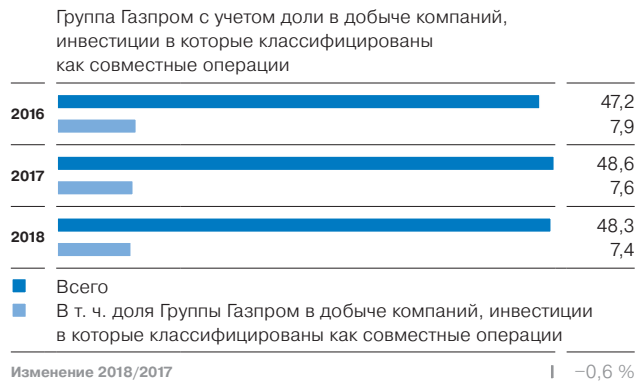 Группа Газпром с учетом доли в добыче компаний,
инвестиции в которые классифицированы
как совместные операции
2016
47,2
7,9
2017
48,6
7,6
2018
48,3
7,4
Всего
В т. ч. доля Группы Газпром в добыче компаний, инвестиции
в которые классифицированы как совместные операции
Изменение 2018/2017 –0,6 %